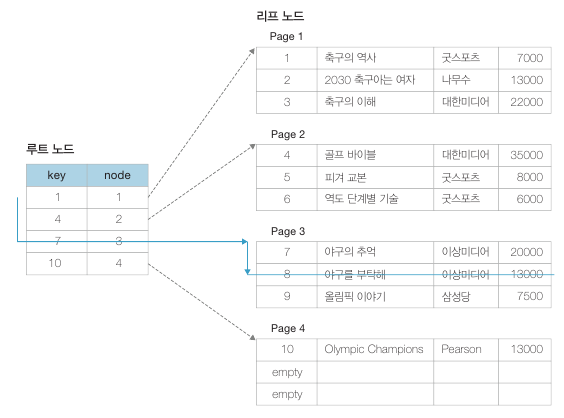 리프 노드
Page 1
1 축구의 역사 굿스포츠 7000
2 2030 축구아는 여자 나무수 13000
3 축구의 이해 대한미디어 22000
Page 2
4 골프 바이블 대한미디어 35000
5 피겨 교본 굿스포츠 8000
6 역도 단계별 기술 굿스포츠 6000
루트 노드
key node
1 1
4 2
7 3
10 4
Page 3
7 야구의 추억 이상미디어 20000
8 야구를 부탁해 이상미디어 13000
9 올림픽 이야기 삼성당 7500
Page 4
10 Olympic Champions Pearson 13000
empty
empty